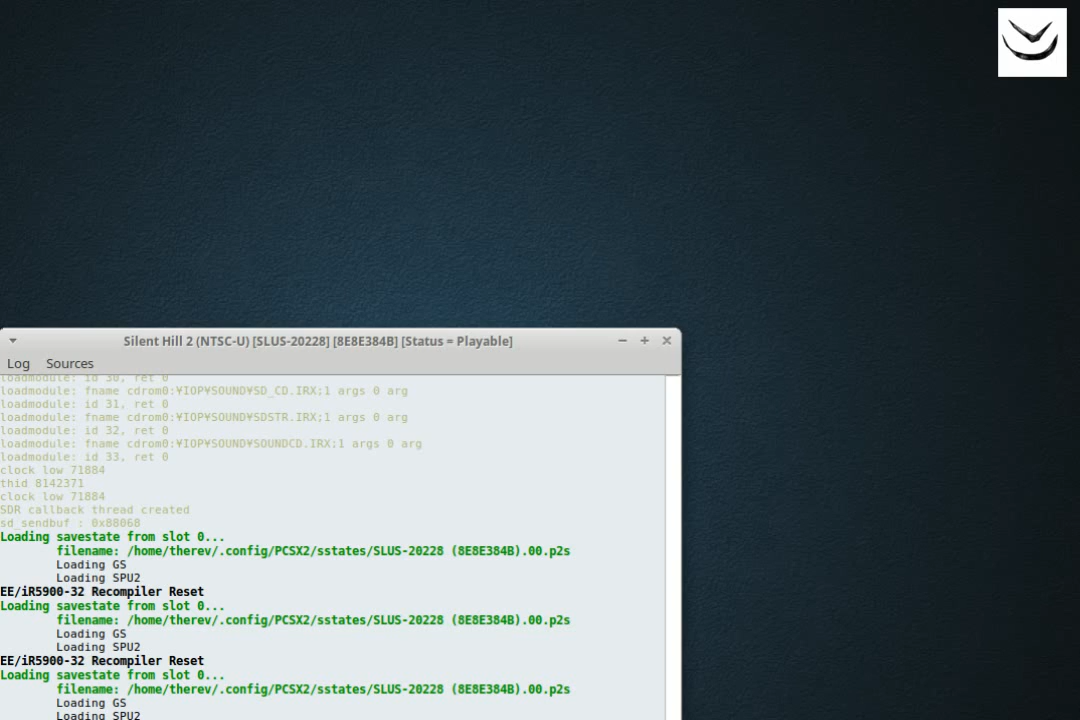 Silent Hill 2 (NTSC-U) [SLUS-20228] [8E8E384B] [Status = Playable]
Log Sources
loadmodule: id 30, ret 0
loadmodule: fname cdrom0:¥IOP¥SOUND¥SD_CD.IRX;1 args 0 arg
loadmodule: id 31, ret 0
loadmodule: fname cdrom0:¥IOP¥SOUND¥SDSTR.IRX;1 args 0 arg
loadmodule: id 32, ret 0
loadmodule: fname cdrom0:¥IOP¥SOUND¥SOUNDCD.IRX;1 args 0 arg
loadmodule: id 33, ret 0
clock low 71884
thid 8142371
clock low 71884
SDR callback thread created
sd_sendbuf : 0x88068
Loading savestate from slot 0...
filename: /home/therev/.config/PCSX2/sstates/SLUS-20228 (8E8E384B).00.p2s
Loading GS
Loading SPU2
EE/iR5900-32 Recompiler Reset
Loading savestate from slot 0...
filename: /home/therev/.config/PCSX2/sstates/SLUS-20228 (8E8E384B).00.p2s
Loading GS
Loading SPU2
EE/iR5900-32 Recompiler Reset
Loading savestate from slot 0...
filename: /home/therev/.config/PCSX2/sstates/SLUS-20228 (8E8E384B).00.p2s
Loading GS
Loading SPU2